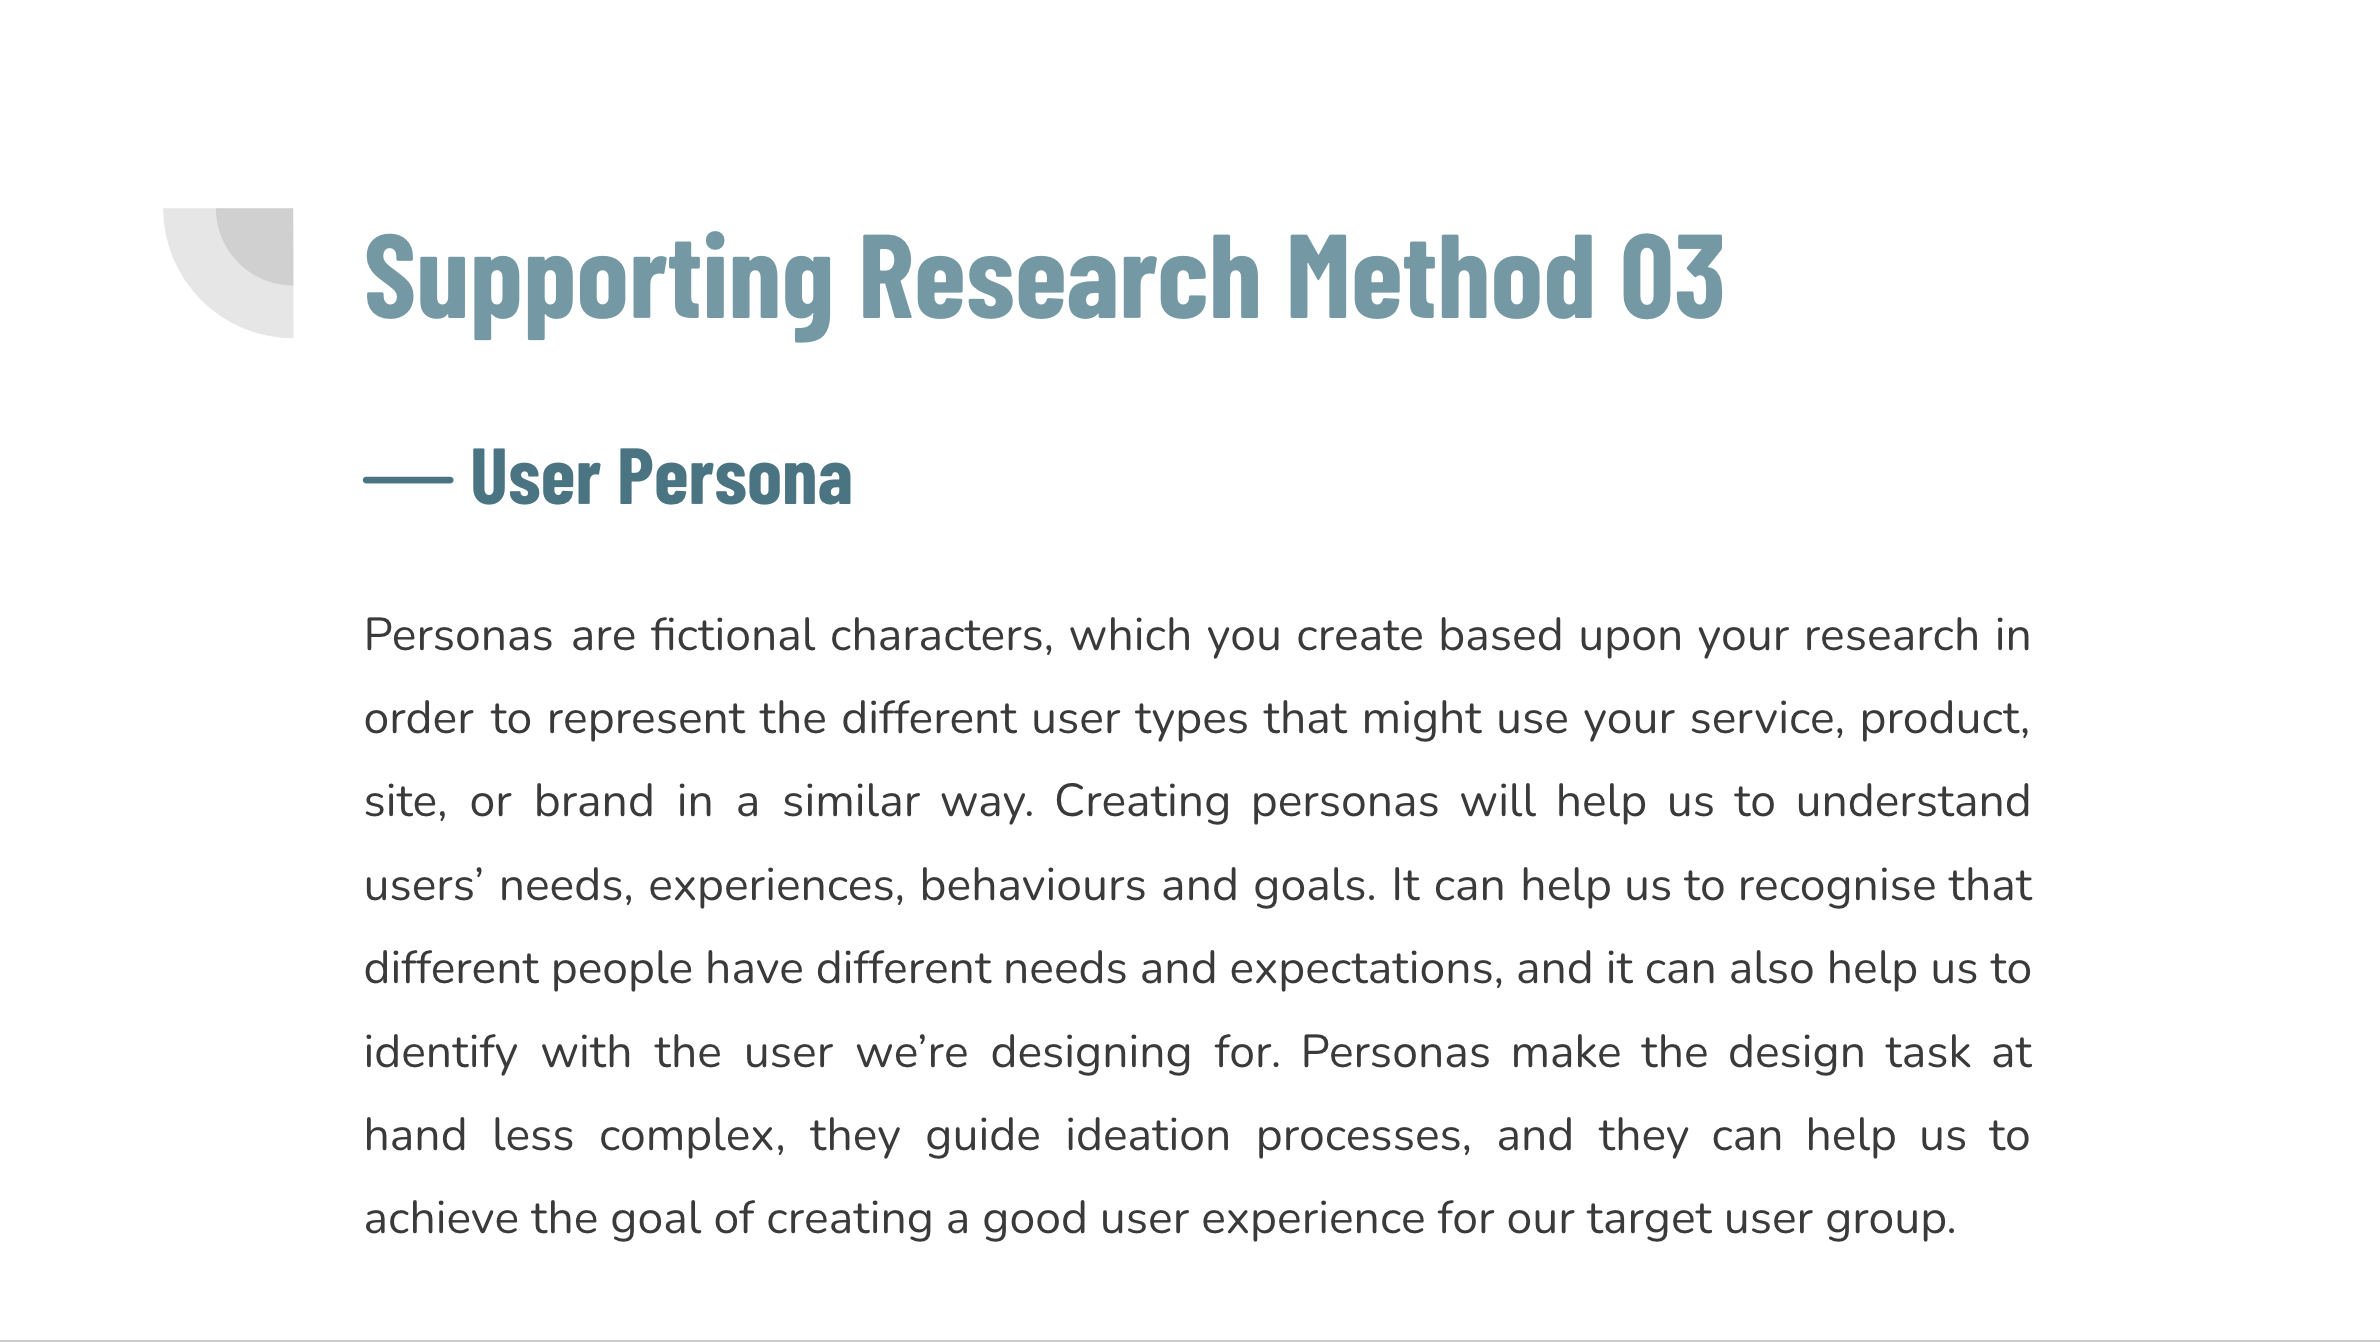 Supporting Research Method 03
— User Persona
Personas are fictional characters, which you create based upon your research in
order to represent the different user types that might use your service, product,
site, or brand in a similar way. Creating personas will help us to understand
users’ needs, experiences, behaviours and goals. It can help us to recognise that
different people have different needs and expectations, and it can also help us to
identify with the user we’re designing for. Personas make the design task at
hand less complex, they guide ideation processes, and they can help us to
achieve the goal of creating a good user experience for our target user group.